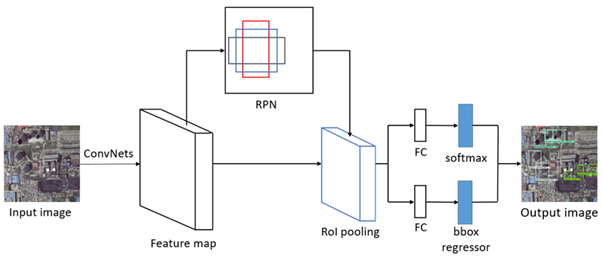 RPN
ConvNets
Input image
Feature map
RoI pooling
FC
softmax
FC
bbox
regressor
Output image